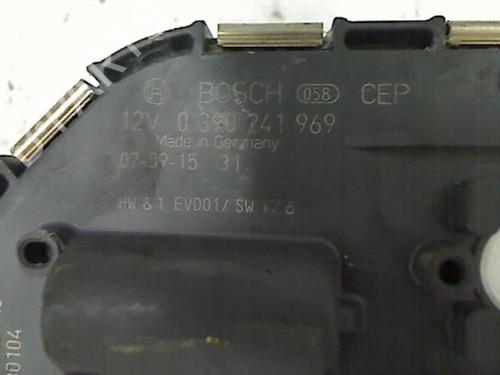 BOSCH 058 CEP
12V 0 390 241 969
Made in Germany
07-09-15 31
HW & 1 EVD01/ SW 17.6
0104